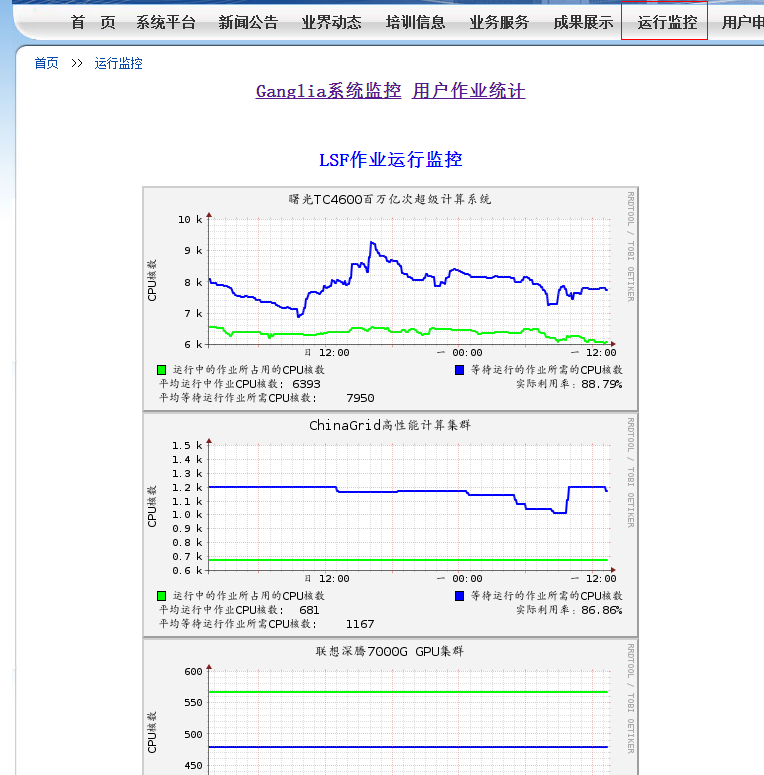 首 页 系统平台 新闻公告 业界动态 培训信息 业务服务 成果展示 运行监控 用户申
首页 >> 运行监控
Ganglia系统监控 用户作业统计
LSF作业运行监控
曙光TC4600百万亿次超级计算系统
RRDTOOL / TOBI OETIKER
CPU核数
10 k
9 k
8 k
7 k
6 k
日 12:00 一 00:00 一 12:00
运行中的作业所占用的CPU核数 等待运行的作业所需的CPU核数
平均运行中作业CPU核数: 6393 实际利用率: 88.79%
平均等待运行作业所需CPU核数: 7950
ChinaGrid高性能计算集群
RRDTOOL / TOBI OETIKER
CPU核数
1.5 k
1.4 k
1.3 k
1.2 k
1.1 k
1.0 k
0.9 k
0.8 k
0.7 k
0.6 k
日 12:00 一 00:00 一 12:00
运行中的作业所占用的CPU核数 等待运行的作业所需的CPU核数
平均运行中作业CPU核数: 681 实际利用率: 86.86%
平均等待运行作业所需CPU核数: 1167
联想深腾7000G GPU集群
RRDTOOL / TOBI OETIKER
CPU核数
600
550
500
450